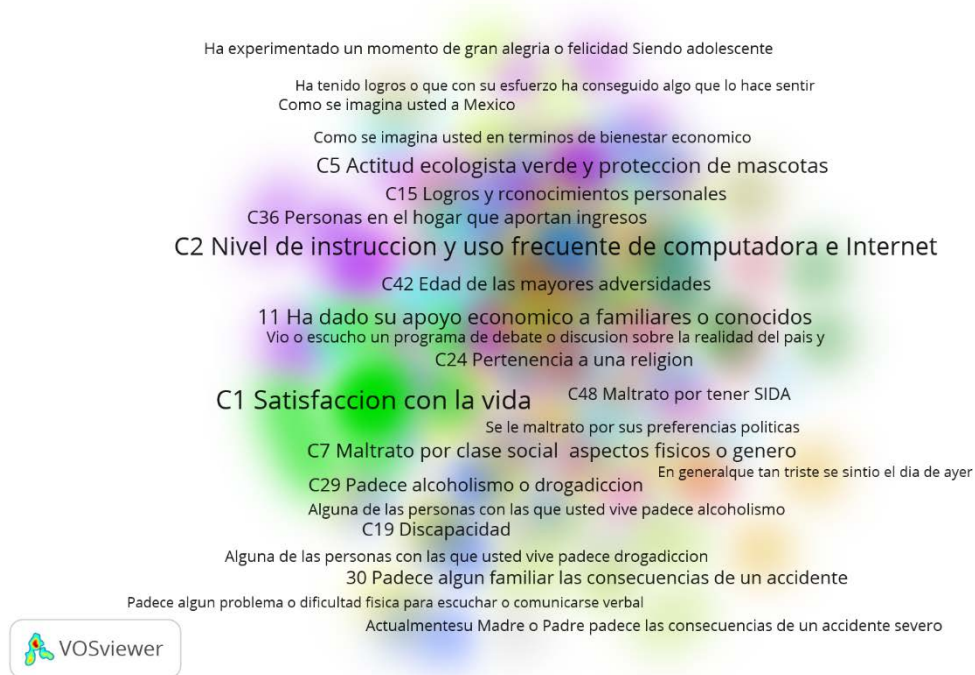 Ha experimentado un momento de gran alegria o felicidad Siendo adolescente
Ha tenido logros o que con su esfuerzo ha conseguido algo que lo hace sentir
Como se imagina usted a Mexico
Como se imagina usted en terminos de bienestar economico
C5 Actitud ecologista verde y proteccion de mascotas
C15 Logros y rconocimientos personales
C36 Personas en el hogar que aportan ingresos
C2 Nivel de instruccion y uso frecuente de computadora e Internet
C42 Edad de las mayores adversidades
11 Ha dado su apoyo economico a familiares o conocidos
Vio o escucho un programa de debate o discusion sobre la realidad del pais y
C24 Pertenencia a una religion
C48 Maltrato por tener SIDA
C1 Satisfaccion con la vida
Se le maltrato por sus preferencias politicas
C7 Maltrato por clase social  aspectos fisicos o genero
En generalque tan triste se sintio el dia de ayer
C29 Padece alcoholismo o drogadiccion
Alguna de las personas con las que usted vive padece alcoholismo
C19 Discapacidad
Alguna de las personas con las que usted vive padece drogadiccion
30 Padece algun familiar las consecuencias de un accidente
Padece algun problema o dificultad fisica para escuchar o comunicarse verbal
Actualmentesu Madre o Padre padece las consecuencias de un accidente severo
VOSviewer